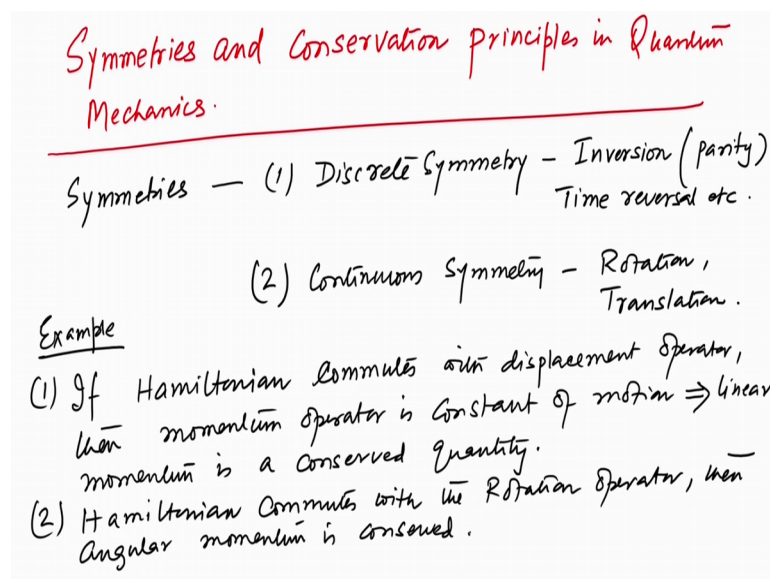 Symmetries and Conservation principles in Quantum
Mechanics.
Symmetries — (1) Discrete Symmetry – Inversion (parity)
Time reversal etc.
(2) Continuous Symmetry – Rotation,
Translation.
Example
(1) If Hamiltonian Commutes with displacement operator,
then momentum operator is constant of motion ⇒ linear
momentum is a conserved quantity.
(2) Hamiltonian Commutes with the Rotation operator, then
angular momentum is conserved.